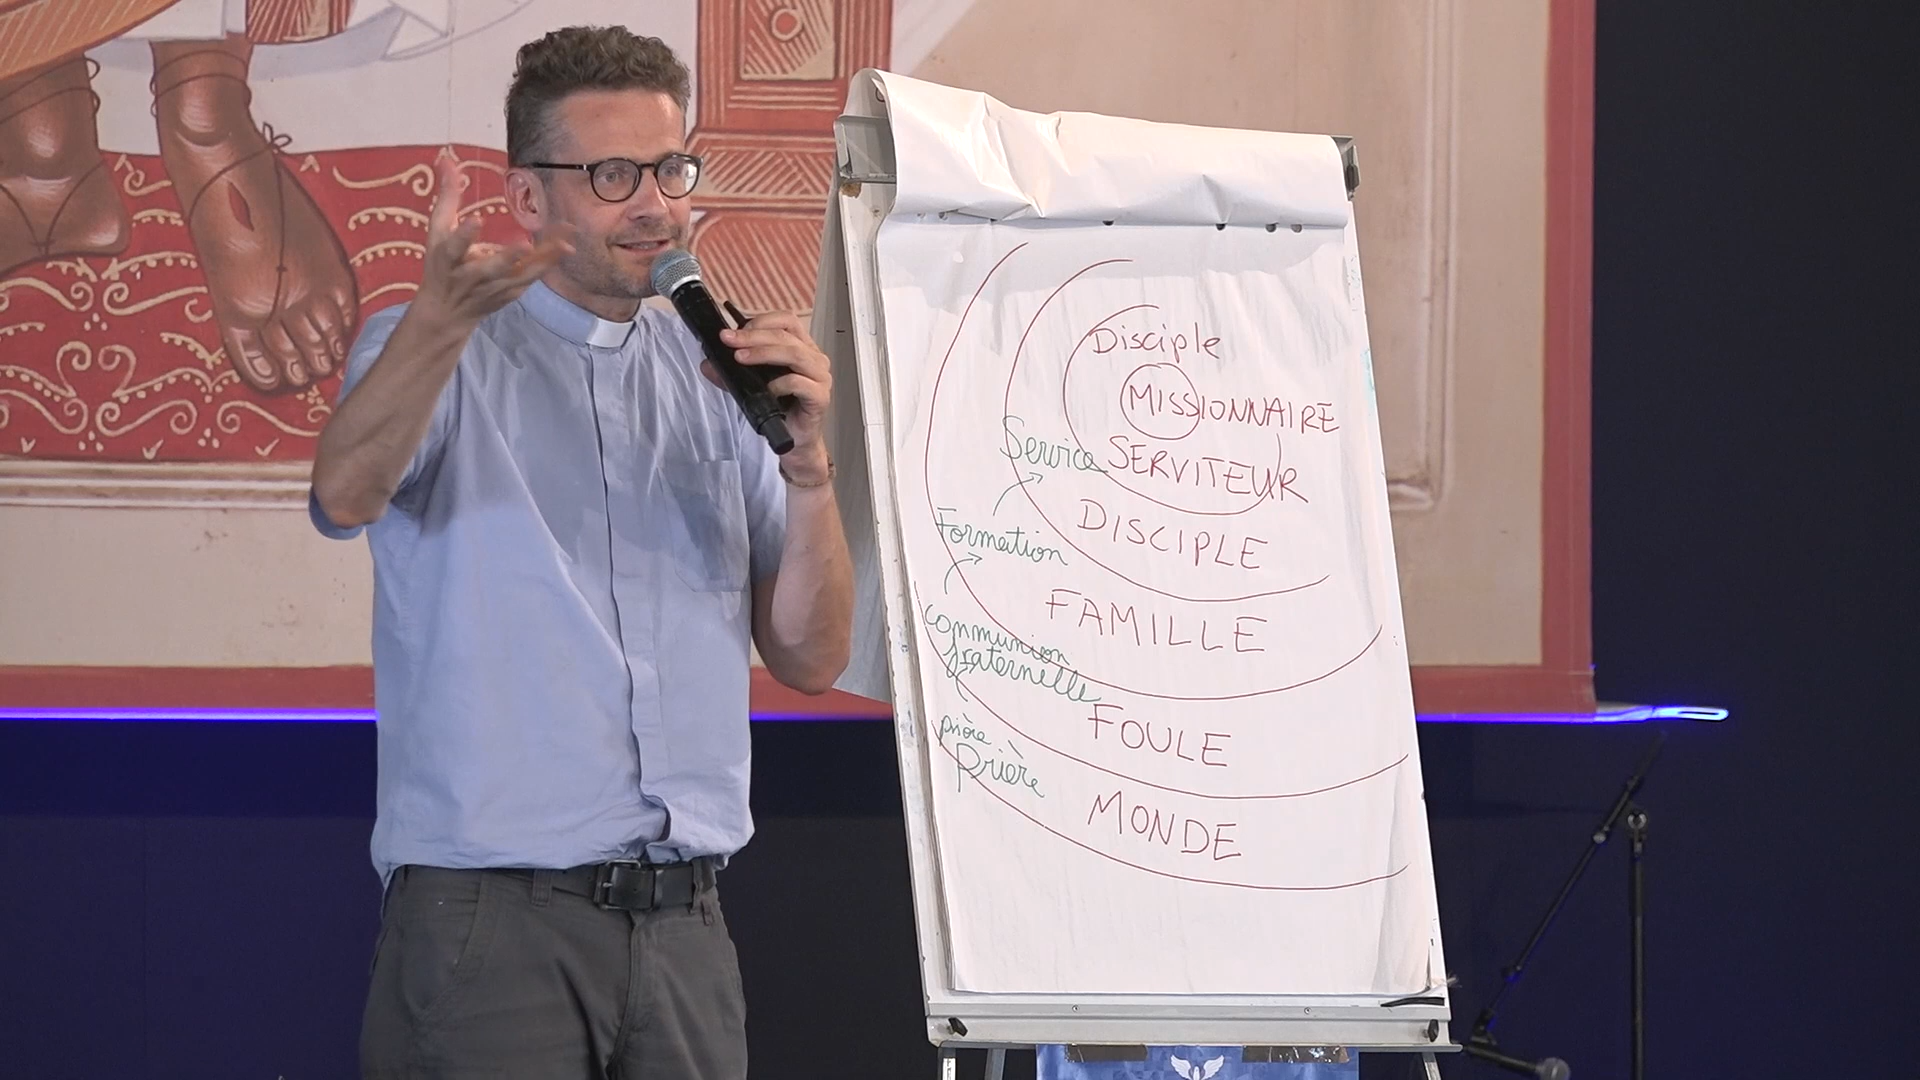 Disciple
MISSIONNAIRE
Service SERVITEUR
DISCIPLE
Formation
FAMILLE
communion
fraternelle
FOULE
prière
Prière
MONDE